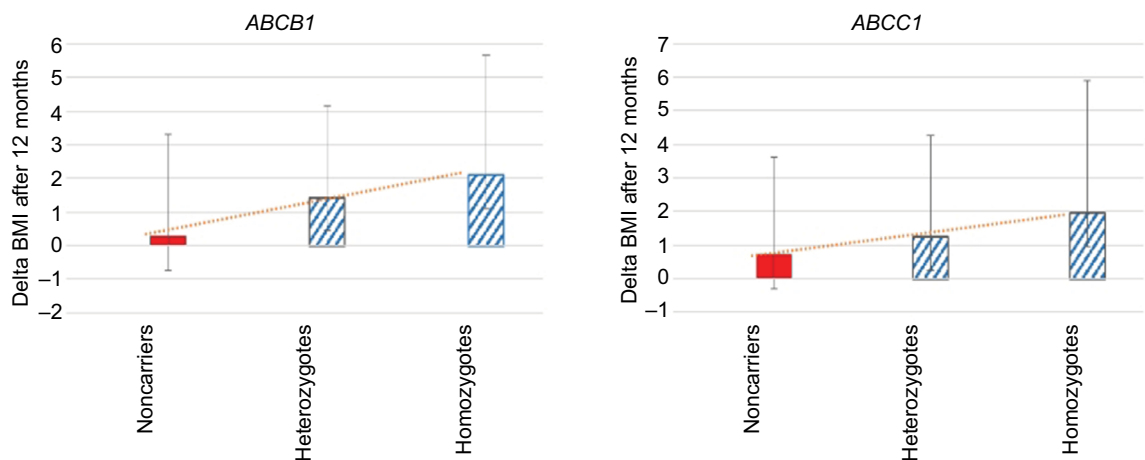 ABCB1
Delta BMI after 12 months
6
5
4
3
2
1
0
–1
–2
Noncarriers
Heterozygotes
Homozygotes
ABCC1
Delta BMI after 12 months
7
6
5
4
3
2
1
0
–1
Noncarriers
Heterozygotes
Homozygotes